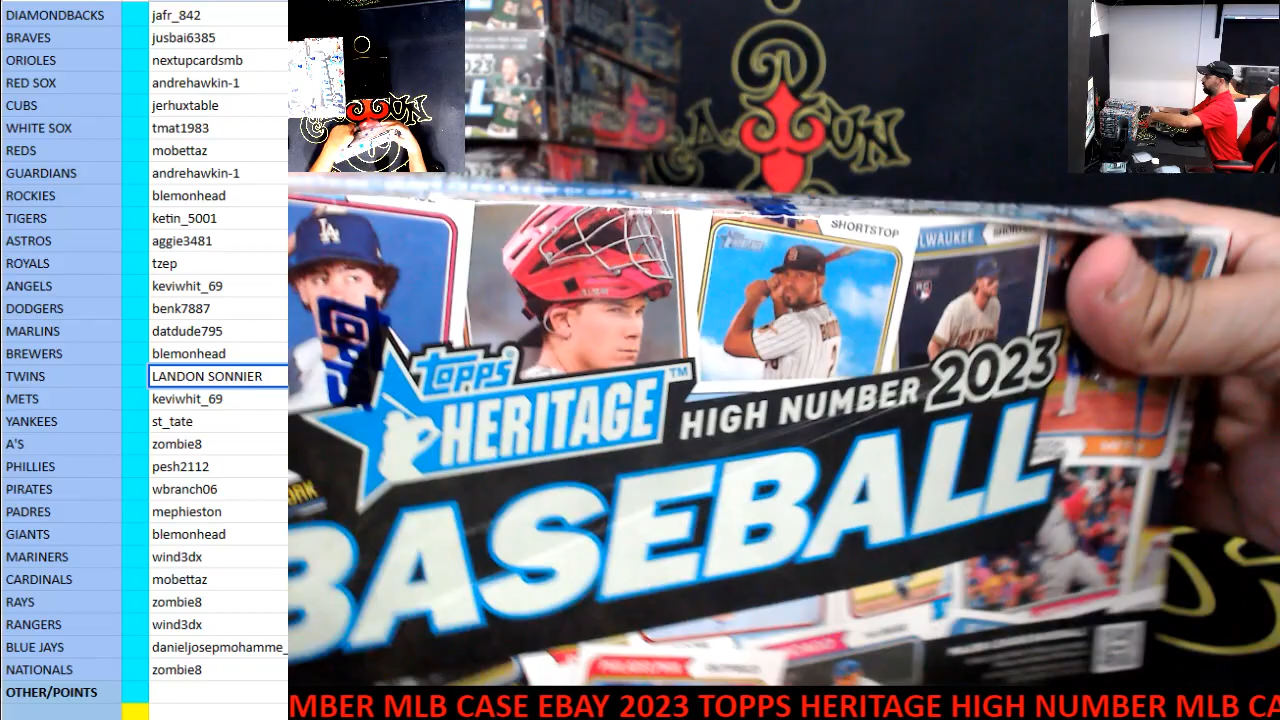 DIAMONDBACKS jafr_842
BRAVES jusbai6385
ORIOLES nextupcardsmb
RED SOX andrehawkin-1
CUBS jerhuxtable
WHITE SOX tmat1983
REDS mobettaz
GUARDIANS andrehawkin-1
ROCKIES blemonhead
TIGERS ketin_5001
ASTROS aggie3481
ROYALS tzep
ANGELS keviwhit_69
DODGERS benk7887
MARLINS datdude795
BREWERS blemonhead
TWINS LANDON SONNIER
METS keviwhit_69
YANKEES st_tate
A'S zombie8
PHILLIES pesh2112
PIRATES wbranch06
PADRES mephieston
GIANTS blemonhead
MARINERS wind3dx
CARDINALS mobettaz
RAYS zombie8
RANGERS wind3dx
BLUE JAYS danieljosepmohamme_
NATIONALS zombie8
OTHER/POINTS
SHORTSTOP
LWAUKEE
LA
RC
HERITAGE
topps
HERITAGE™
HIGH NUMBER 2023
BASEBALL
MBER MLB CASE EBAY 2023 TOPPS HERITAGE HIGH NUMBER MLB CA